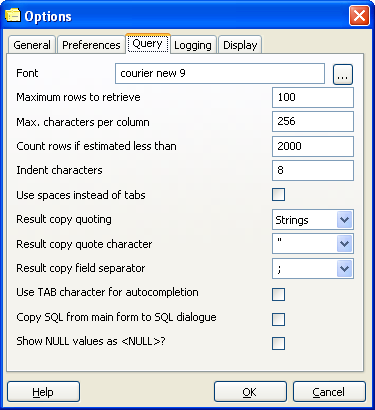 Options
General Preferences Query Logging Display
Font courier new 9 ...
Maximum rows to retrieve 100
Max. characters per column 256
Count rows if estimated less than 2000
Indent characters 8
Use spaces instead of tabs
Result copy quoting Strings
Result copy quote character "
Result copy field separator ;
Use TAB character for autocompletion
Copy SQL from main form to SQL dialogue
Show NULL values as <NULL>?
Help OK Cancel